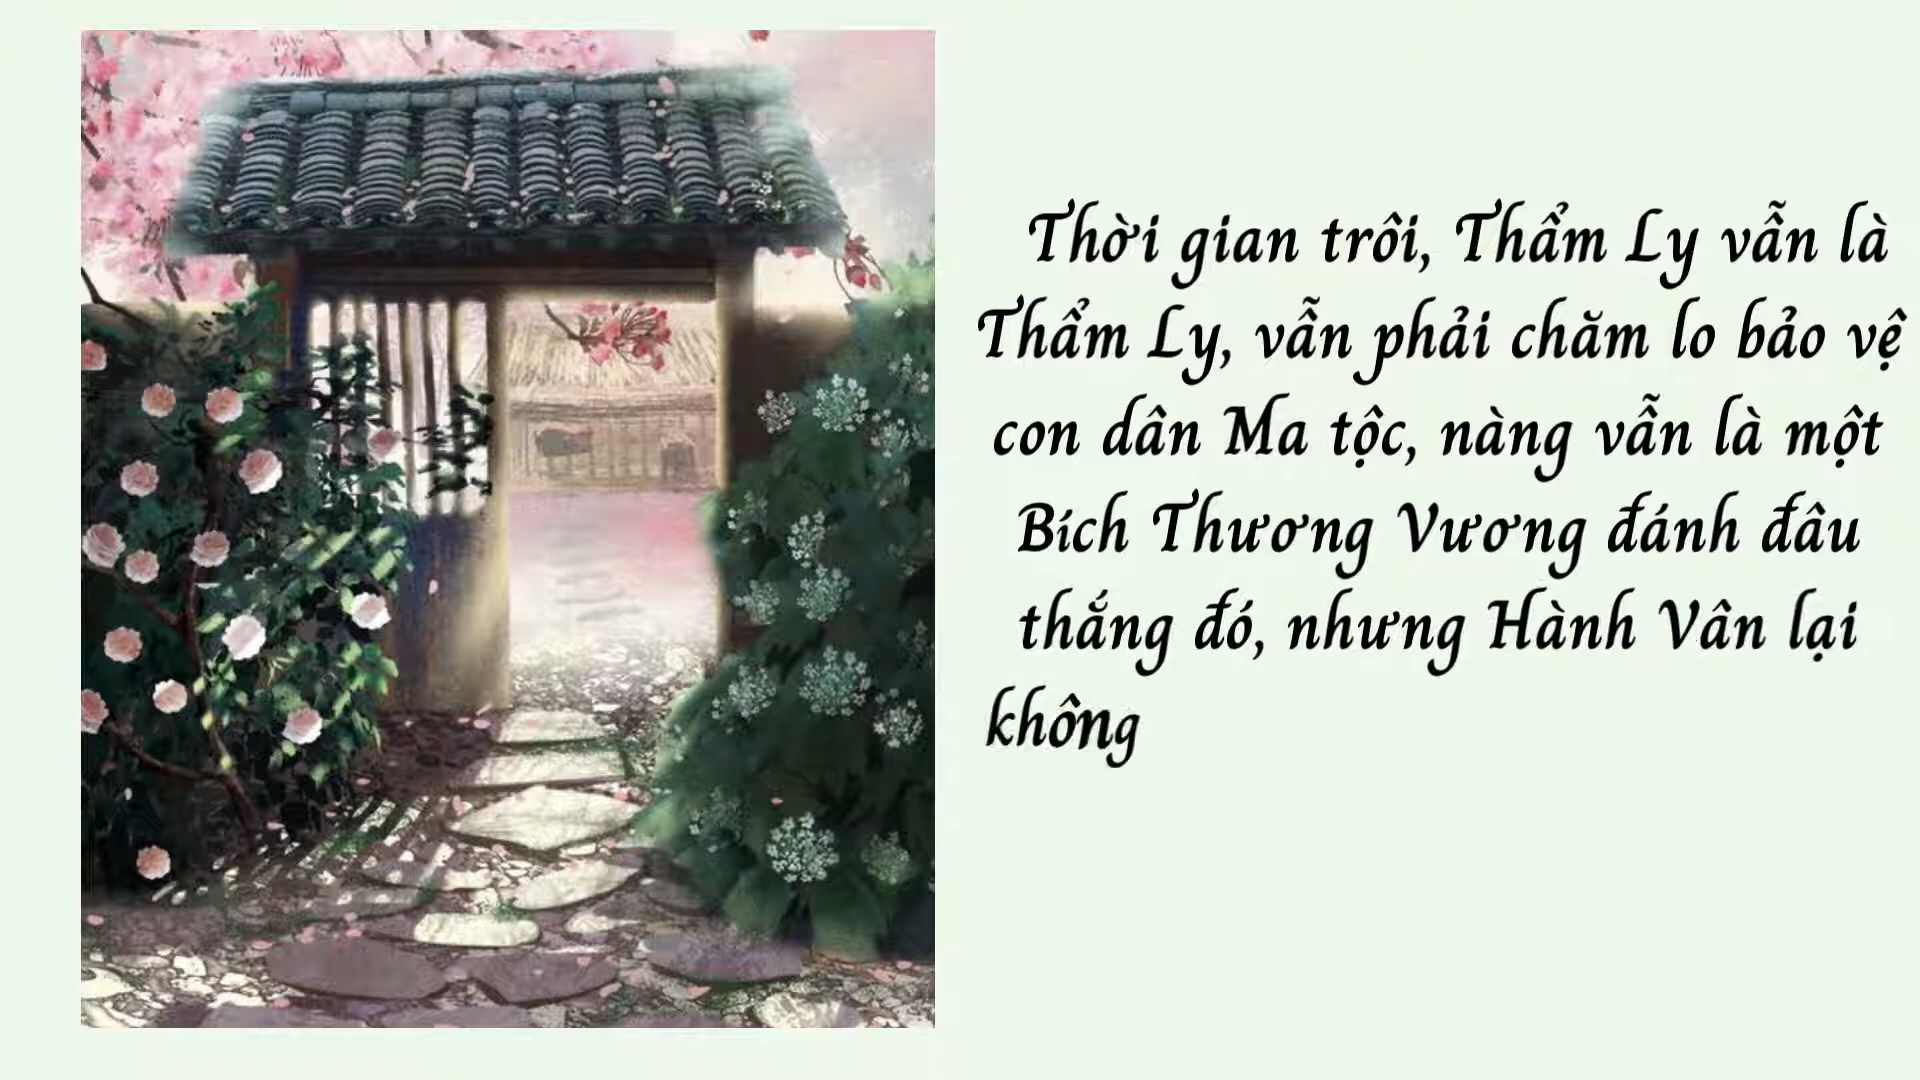 Thời gian trôi, Thẩm Ly vẫn là
Thẩm Ly, vẫn phải chăm lo bảo vệ
con dân Ma tộc, nàng vẫn là một
Bích Thương Vương đánh đâu
thắng đó, nhưng Hành Vân lại
không